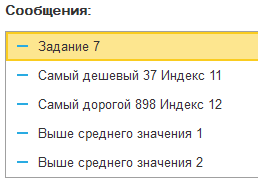 Сообщения:
Задание 7
Самый дешевый 37 Индекс 11
Самый дорогой 898 Индекс 12
Выше среднего значения 1
Выше среднего значения 2